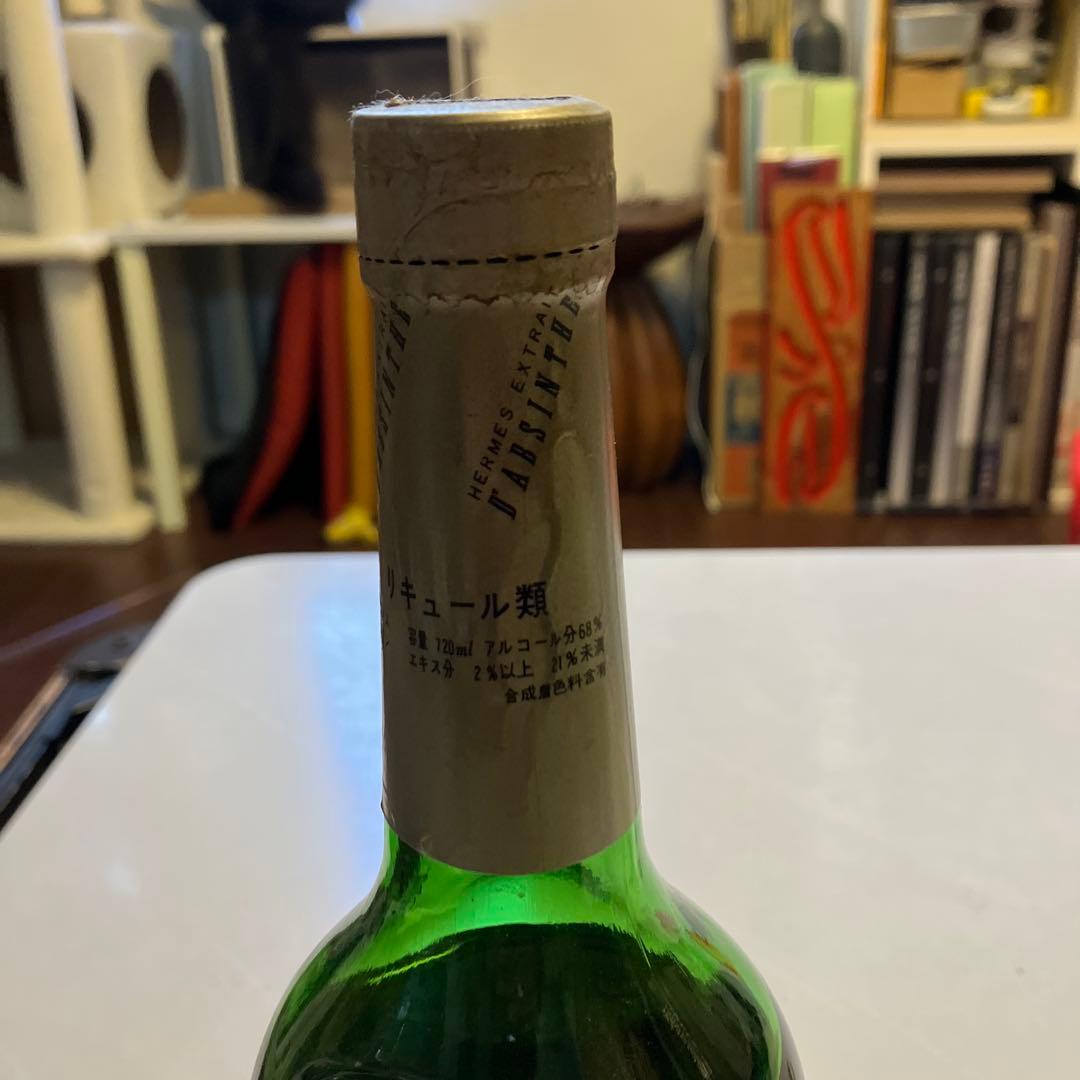 HERMES EXTRA
D'ABSINTHE
リキュール類
容量 720ml アルコール分68%
エキス分 2%以上 21%未満
合成着色料含有